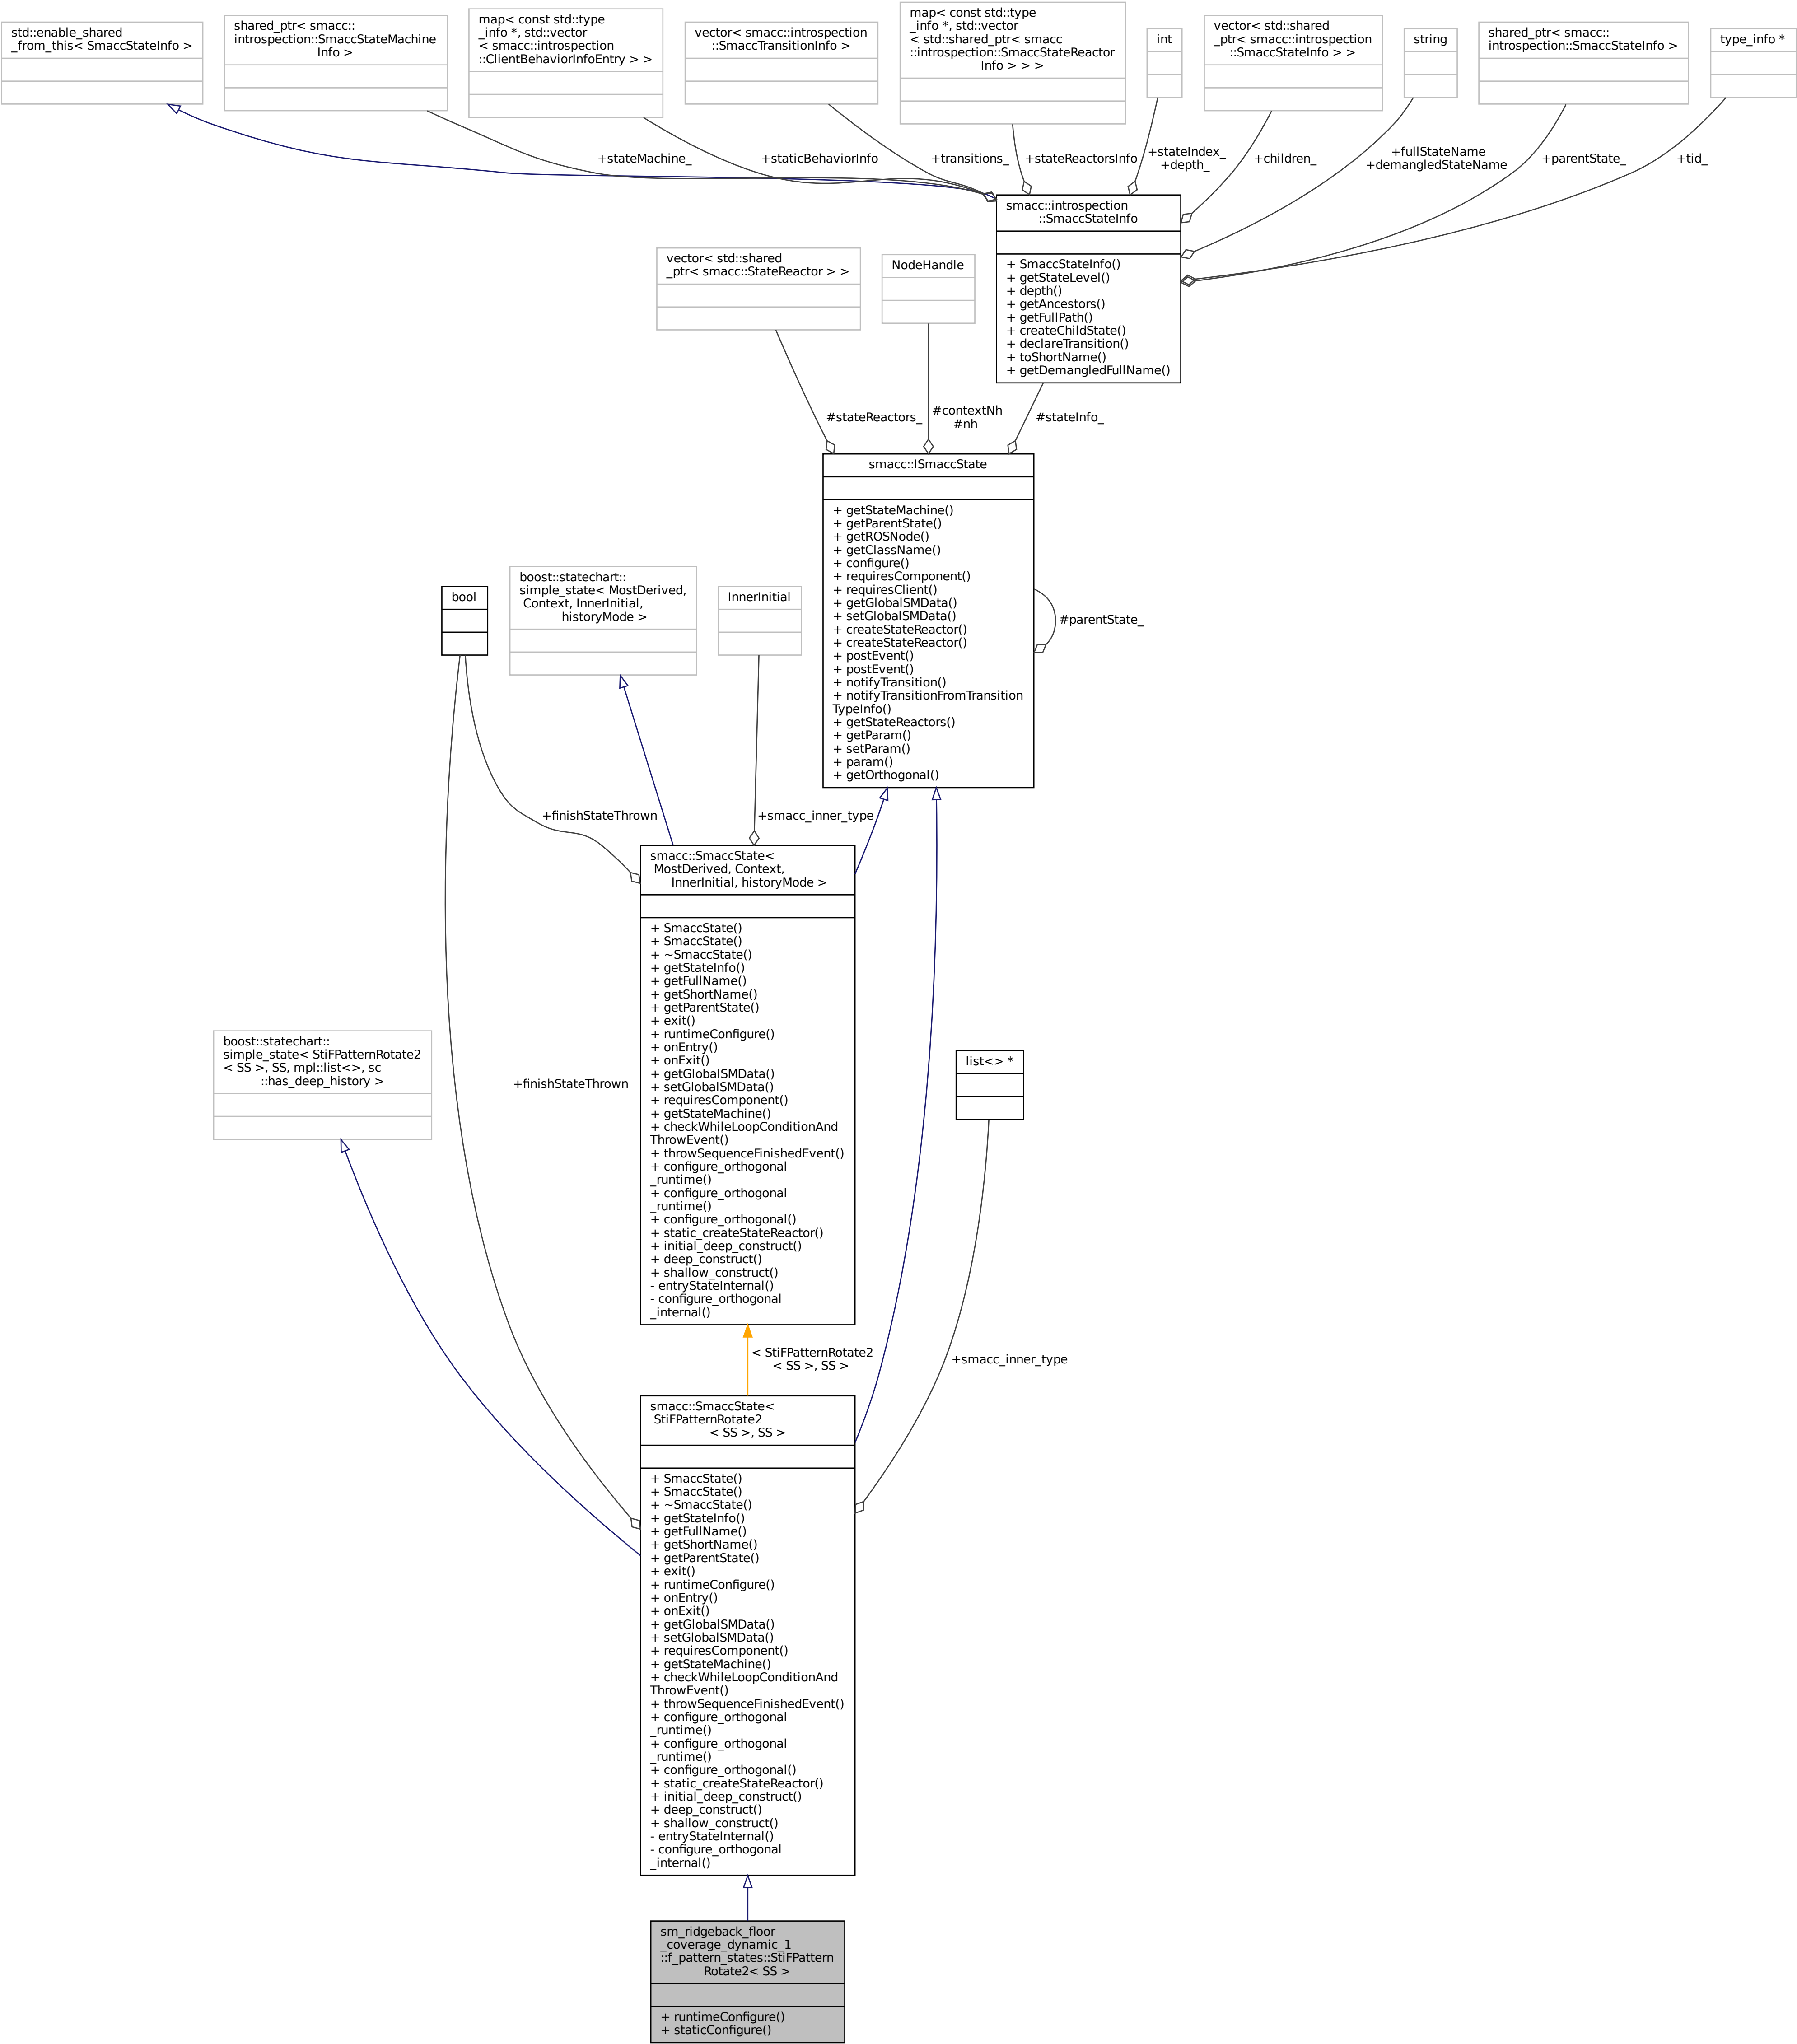 std::enable_shared
_from_this< SmaccStateInfo >
shared_ptr< smacc::
introspection::SmaccStateMachine
Info >
map< const std::type
_info *, std::vector
< smacc::introspection
::ClientBehaviorInfoEntry > >
vector< smacc::introspection
::SmaccTransitionInfo >
map< const std::type
_info *, std::vector
< std::shared_ptr< smacc
::introspection::SmaccStateReactor
Info > > >
int
vector< std::shared
_ptr< smacc::introspection
::SmaccStateInfo > >
string
shared_ptr< smacc::
introspection::SmaccStateInfo >
type_info *
+stateMachine_
+staticBehaviorInfo
+transitions_
+stateReactorsInfo
+stateIndex_
+depth_
+children_
+fullStateName
+demangledStateName
+parentState_
+tid_
smacc::introspection
::SmaccStateInfo
+ SmaccStateInfo()
+ getStateLevel()
+ depth()
+ getAncestors()
+ getFullPath()
+ createChildState()
+ declareTransition()
+ toShortName()
+ getDemangledFullName()
vector< std::shared
_ptr< smacc::StateReactor > >
NodeHandle
#stateReactors_
#contextNh
#nh
#stateInfo_
smacc::ISmaccState
+ getStateMachine()
+ getParentState()
+ getROSNode()
+ getClassName()
+ configure()
+ requiresComponent()
+ requiresClient()
+ getGlobalSMData()
+ setGlobalSMData()
+ createStateReactor()
+ createStateReactor()
+ postEvent()
+ postEvent()
+ notifyTransition()
+ notifyTransitionFromTransition
TypeInfo()
+ getStateReactors()
+ getParam()
+ setParam()
+ param()
+ getOrthogonal()
#parentState_
bool
boost::statechart::
simple_state< MostDerived,
Context, InnerInitial,
historyMode >
InnerInitial
+finishStateThrown
+smacc_inner_type
smacc::SmaccState<
MostDerived, Context,
InnerInitial, historyMode >
+ SmaccState()
+ SmaccState()
+ ~SmaccState()
+ getStateInfo()
+ getFullName()
+ getShortName()
+ getParentState()
+ exit()
+ runtimeConfigure()
+ onEntry()
+ onExit()
+ getGlobalSMData()
+ setGlobalSMData()
+ requiresComponent()
+ getStateMachine()
+ checkWhileLoopConditionAnd
ThrowEvent()
+ throwSequenceFinishedEvent()
+ configure_orthogonal
_runtime()
+ configure_orthogonal
_runtime()
+ configure_orthogonal()
+ static_createStateReactor()
+ initial_deep_construct()
+ deep_construct()
+ shallow_construct()
- entryStateInternal()
- configure_orthogonal
_internal()
boost::statechart::
simple_state< StiFPatternRotate2
< SS >, SS, mpl::list<>, sc
::has_deep_history >
+finishStateThrown
list<> *
< StiFPatternRotate2
< SS >, SS >
+smacc_inner_type
smacc::SmaccState<
StiFPatternRotate2
< SS >, SS >
+ SmaccState()
+ SmaccState()
+ ~SmaccState()
+ getStateInfo()
+ getFullName()
+ getShortName()
+ getParentState()
+ exit()
+ runtimeConfigure()
+ onEntry()
+ onExit()
+ getGlobalSMData()
+ setGlobalSMData()
+ requiresComponent()
+ getStateMachine()
+ checkWhileLoopConditionAnd
ThrowEvent()
+ throwSequenceFinishedEvent()
+ configure_orthogonal
_runtime()
+ configure_orthogonal
_runtime()
+ configure_orthogonal()
+ static_createStateReactor()
+ initial_deep_construct()
+ deep_construct()
+ shallow_construct()
- entryStateInternal()
- configure_orthogonal
_internal()
sm_ridgeback_floor
_coverage_dynamic_1
::f_pattern_states::StiFPattern
Rotate2< SS >
+ runtimeConfigure()
+ staticConfigure()